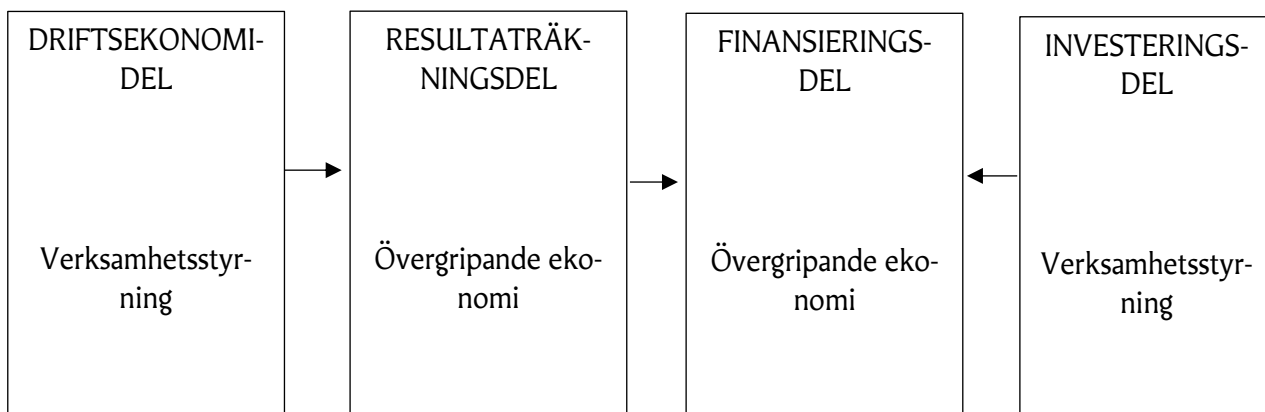 DRIFTSEKONOMI-
DEL
Verksamhetsstyr-
ning
RESULTATRÄK-
NINGSDEL
Övergripande eko-
nomi
FINANSIERINGS-
DEL
Övergripande eko-
nomi
INVESTERINGS-
DEL
Verksamhetsstyr-
ning